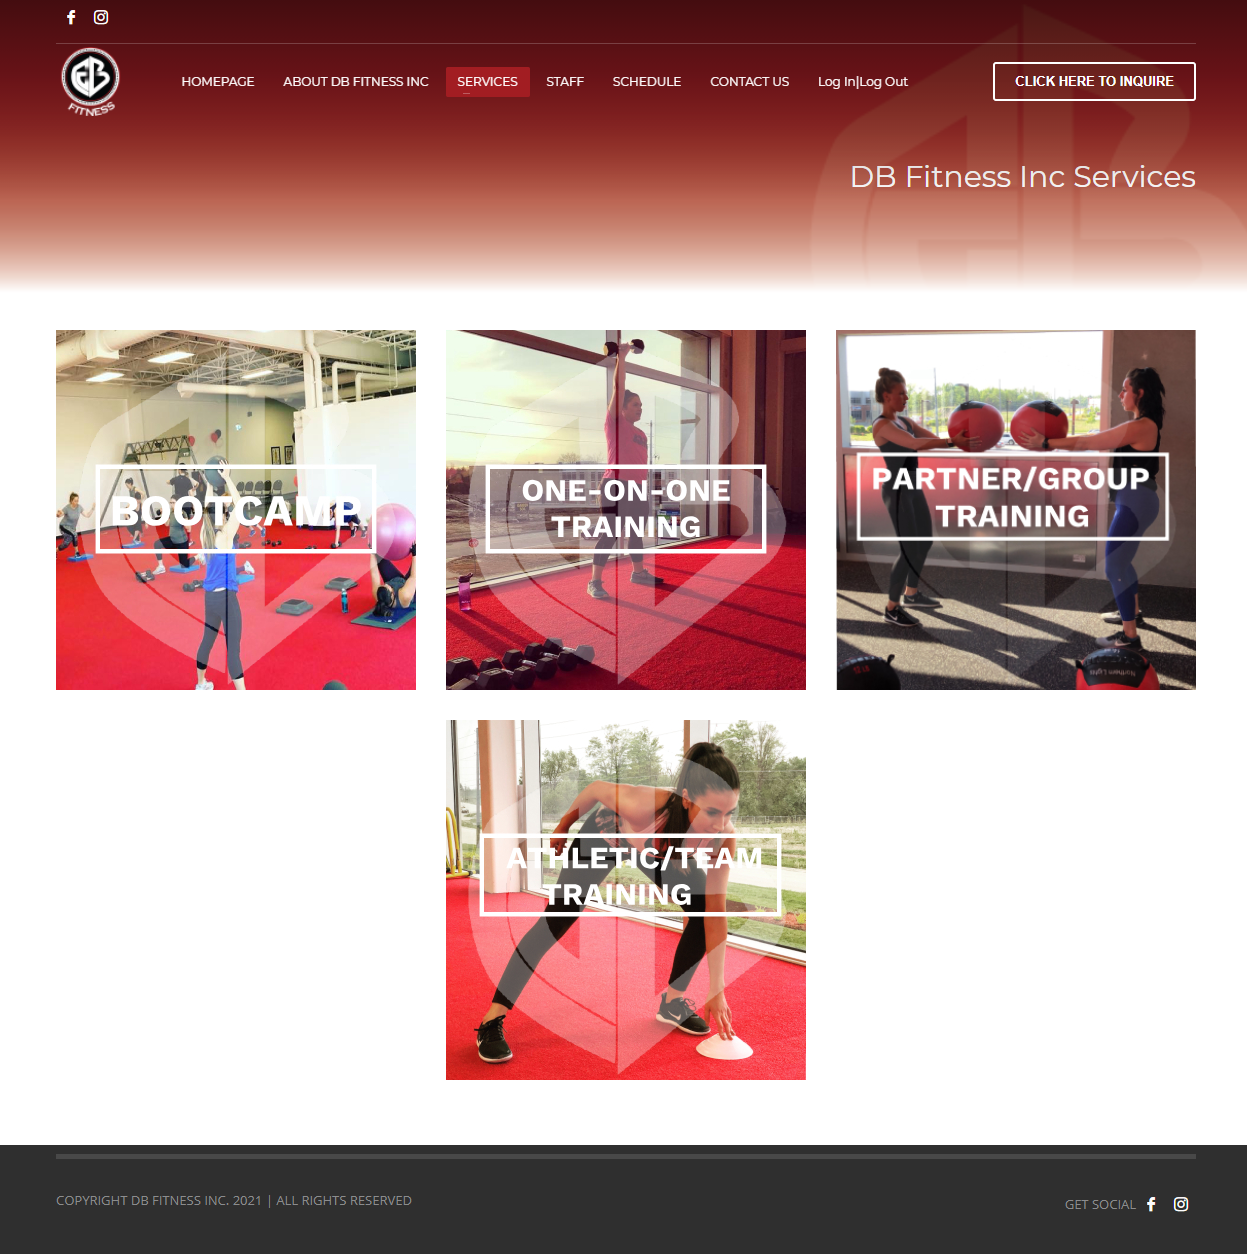 FITNESS
HOMEPAGE
ABOUT DB FITNESS INC
SERVICES
STAFF
SCHEDULE
CONTACT US
Log In|Log Out
CLICK HERE TO INQUIRE
DB Fitness Inc Services
BOOTCAMP
ONE-ON-ONE
TRAINING
PARTNER/GROUP
TRAINING
Northern Lights
ATHLETIC/TEAM
TRAINING
COPYRIGHT DB FITNESS INC. 2021 | ALL RIGHTS RESERVED
GET SOCIAL